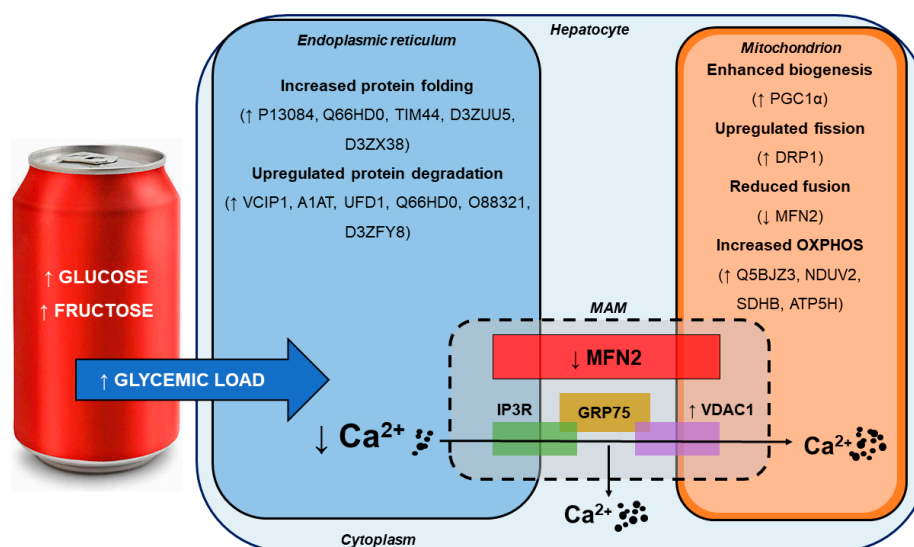 Hepatocyte
Endoplasmic reticulum
Increased protein folding
(↑ P13084, Q66HD0, TIM44, D3ZUU5,
D3ZX38)
Upregulated protein degradation
(↑ VCIP1, A1AT, UFD1, Q66HD0, O88321,
D3ZFY8)
Mitochondrion
Enhanced biogenesis
(↑ PGC1α)
Upregulated fission
(↑ DRP1)
Reduced fusion
(↓ MFN2)
Increased OXPHOS
(↑ Q5BJZ3, NDUV2,
SDHB, ATP5H)
↑ GLUCOSE
↑ FRUCTOSE
↑ GLYCEMIC LOAD
MAM
↓ MFN2
IP3R
GRP75
↑ VDAC1
↓ Ca²⁺
Ca²⁺
Ca²⁺
Cytoplasm